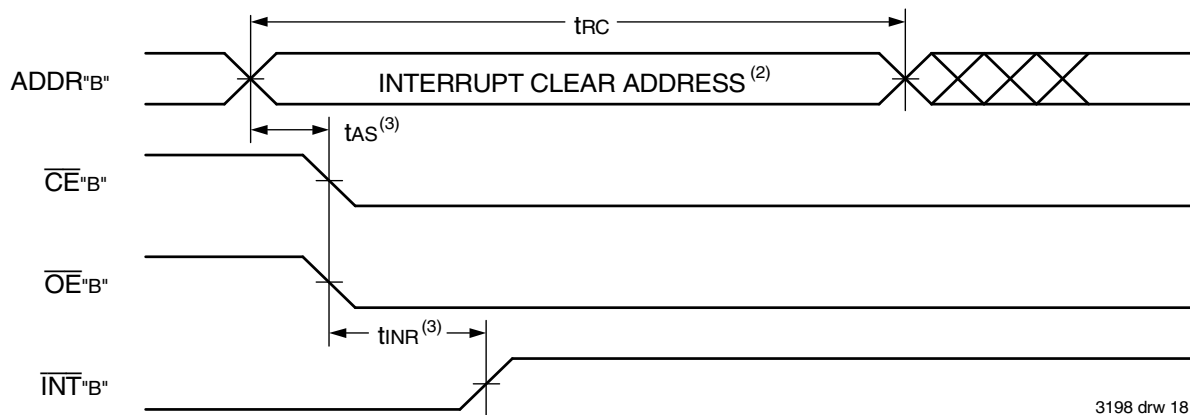 tRC
ADDR"B"
INTERRUPT CLEAR ADDRESS (2)
tAS(3)
CE"B"
OE"B"
tINR(3)
INT"B"
3198 drw 18